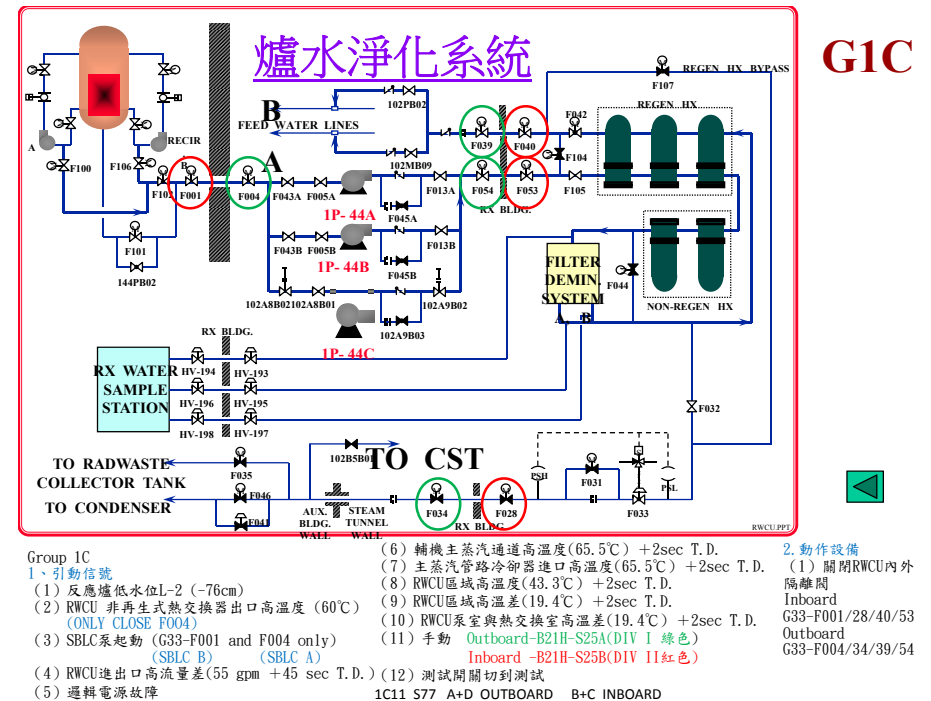 爐水淨化系統
G1C
REGEN HX BYPASS
F107
102PB02
REGEN HX
B
FEED WATER LINES
F042
F039
F040
A
RECIR
F104
F100
F106
B
A
102MB09
F102
F001
F004
F043A
F005A
F013A
F054
F053
F105
1P- 44A
F045A
RX BLDG.
F101
F043B
F005B
F013B
144PB02
1P- 44B
F045B
FILTER
DEMIN.
SYSTEM
A, B
F044
102A8B02
102A8B01
102A9B02
NON-REGEN HX
RX BLDG.
102A9B03
1P- 44C
RX WATER
SAMPLE
STATION
HV-194
HV-193
HV-196
HV-195
HV-198
HV-197
F032
102B5B01
TO CST
TO RADWASTE
COLLECTOR TANK
TO CONDENSER
F035
F046
F041
AUX.
BLDG.
WALL
STEAM
TUNNEL
WALL
F034
RX BLDG
F028
PSH
S
F031
PSL
F033
RWCU.PPT
Group 1C
1、引動信號
(1) 反應爐低水位L-2 (-76cm)
(2) RWCU 非再生式熱交換器出口高溫度 (60℃)
(ONLY CLOSE FO04)
(3) SBLC泵起動 (G33-F001 and F004 only)
(SBLC B) (SBLC A)
(4) RWCU進出口高流量差(55 gpm +45 sec T.D.)
(5) 邏輯電源故障
(6) 輔機主蒸汽通道高溫度(65.5℃) +2sec T.D.
(7) 主蒸汽管路冷卻器進口高溫度(65.5℃) +2sec T.D.
(8) RWCU區域高溫度(43.3℃) +2sec T.D.
(9) RWCU區域高溫差(19.4℃) +2sec T.D.
(10) RWCU泵室與熱交換室高溫差(19.4℃) +2sec T.D.
(11) 手動 Outboard-B21H-S25A(DIV I 綠色)
Inboard -B21H-S25B(DIV II紅色)
(12) 測試開關切到測試
1C11 S77 A+D OUTBOARD B+C INBOARD
2.動作設備
(1) 關閉RWCU內外
隔離閥
Inboard
G33-F001/28/40/53
Outboard
G33-F004/34/39/54